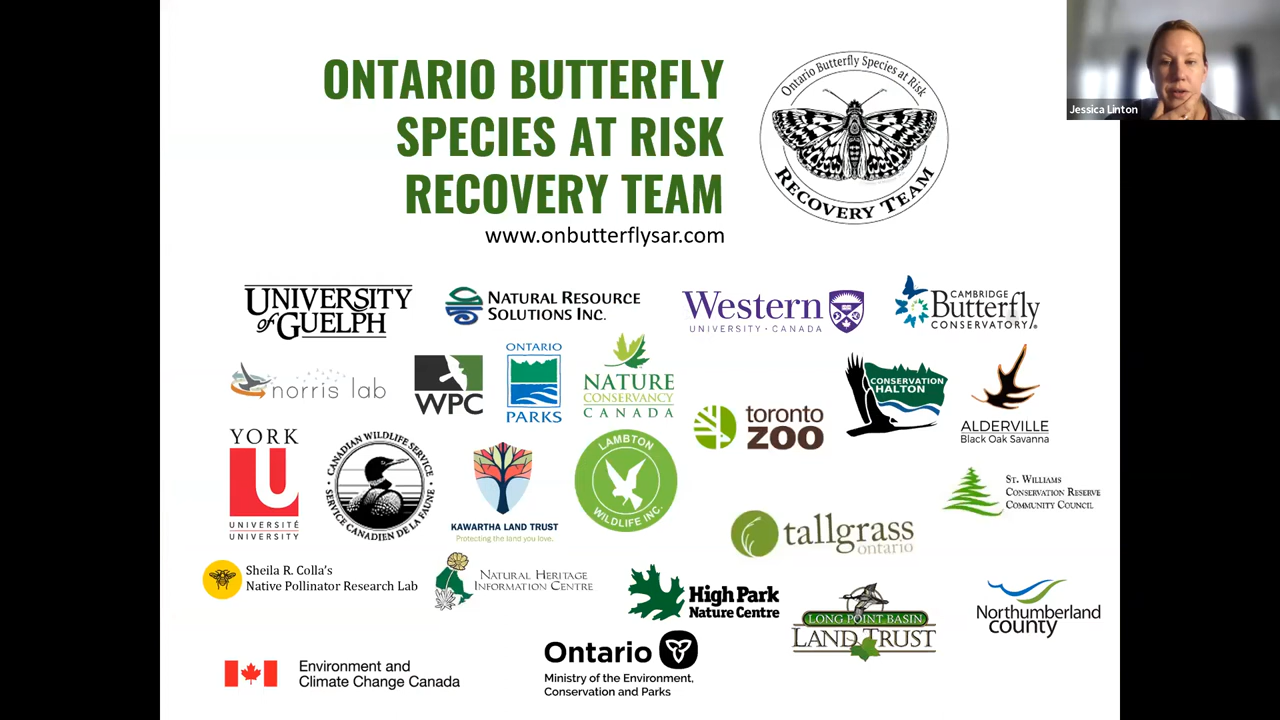 ONTARIO BUTTERFLY
SPECIES AT RISK
RECOVERY TEAM
www.onbutterflysar.com
Ontario Butterfly Species at Risk
RECOVERY TEAM
Jessica Linton
UNIVERSITY
of GUELPH
NATURAL RESOURCE
SOLUTIONS INC.
Western
UNIVERSITY · CANADA
CAMBRIDGE
Butterfly
CONSERVATORY®
norris lab
WPC
ONTARIO
PARKS
NATURE
CONSERVANCY
CANADA
toronto
ZOO
CONSERVATION
HALTON
ALDERVILLE
Black Oak Savanna
YORK
U
UNIVERSITÉ
UNIVERSITY
CANADIAN WILDLIFE SERVICE
SERVICE CANADIEN DE LA FAUNE
KAWARTHA LAND TRUST
Protecting the land you love.
LAMBTON
WILDLIFE INC.
tallgrass
ontario
ST. WILLIAMS
CONSERVATION RESERVE
COMMUNITY COUNCIL
Sheila R. Colla's
Native Pollinator Research Lab
NATURAL HERITAGE
INFORMATION CENTRE
High Park
Nature Centre
LONG POINT BASIN
LAND TRUST
Northumberland
county
Environment and
Climate Change Canada
Ontario
Ministry of the Environment,
Conservation and Parks